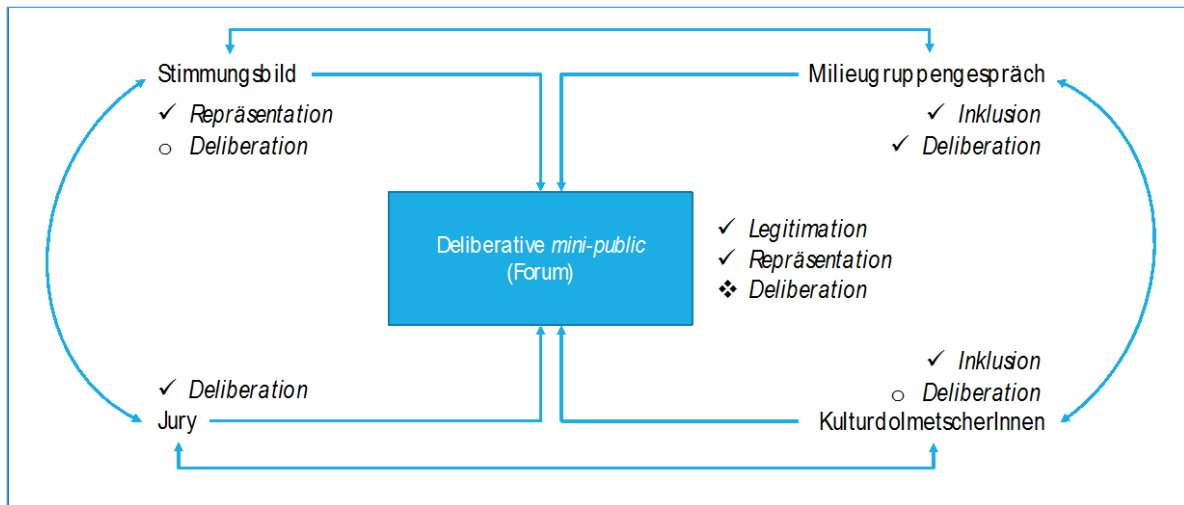 Stimmungsbild
✓ Repräsentation
o Deliberation
Milieugruppengespräch
✓ Inklusion
✓ Deliberation
Deliberative mini-public
(Forum)
✓ Legitimation
✓ Repräsentation
❖ Deliberation
✓ Deliberation
Jury
✓ Inklusion
o Deliberation
KulturdolmetscherInnen